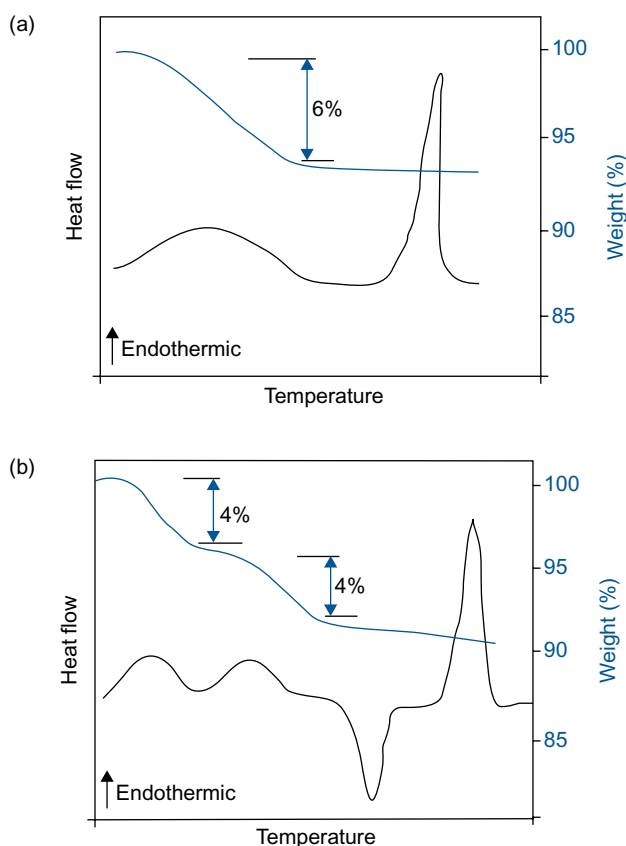 (a)
100
6%
95
Heat flow
Weight (%)
90
85
Endothermic
Temperature
(b)
100
4%
4%
95
Heat flow
Weight (%)
90
85
Endothermic
Temperature